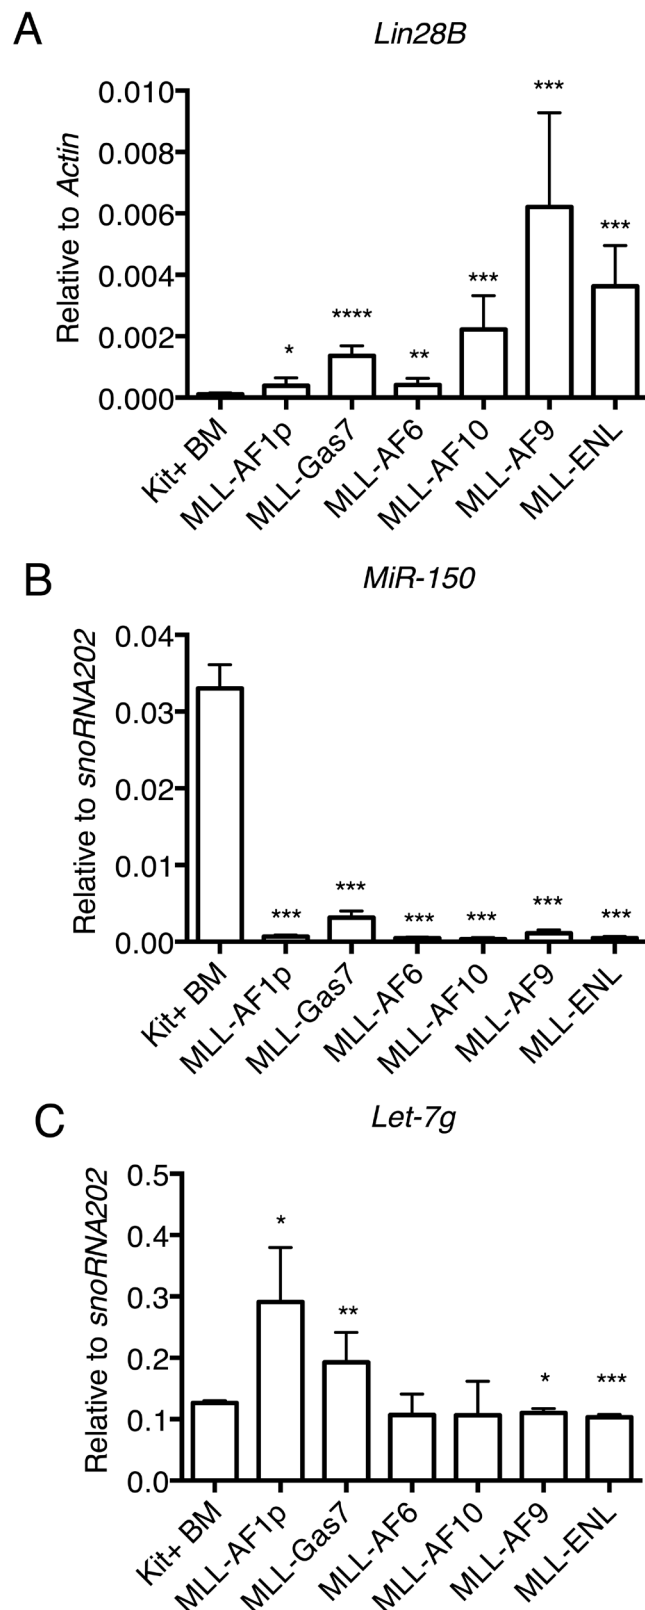 A
Lin28B
Relative to Actin
0.010
0.008
0.006
0.004
0.002
0.000
*
****
**
***
***
***
Kit+ BM
MLL-AF1p
MLL-Gas7
MLL-AF6
MLL-AF10
MLL-AF9
MLL-ENL
B
MiR-150
Relative to snoRNA202
0.04
0.03
0.02
0.01
0.00
***
***
***
***
***
***
Kit+ BM
MLL-AF1p
MLL-Gas7
MLL-AF6
MLL-AF10
MLL-AF9
MLL-ENL
C
Let-7g
Relative to snoRNA202
0.5
0.4
0.3
0.2
0.1
0.0
*
**
*
***
Kit+ BM
MLL-AF1p
MLL-Gas7
MLL-AF6
MLL-AF10
MLL-AF9
MLL-ENL